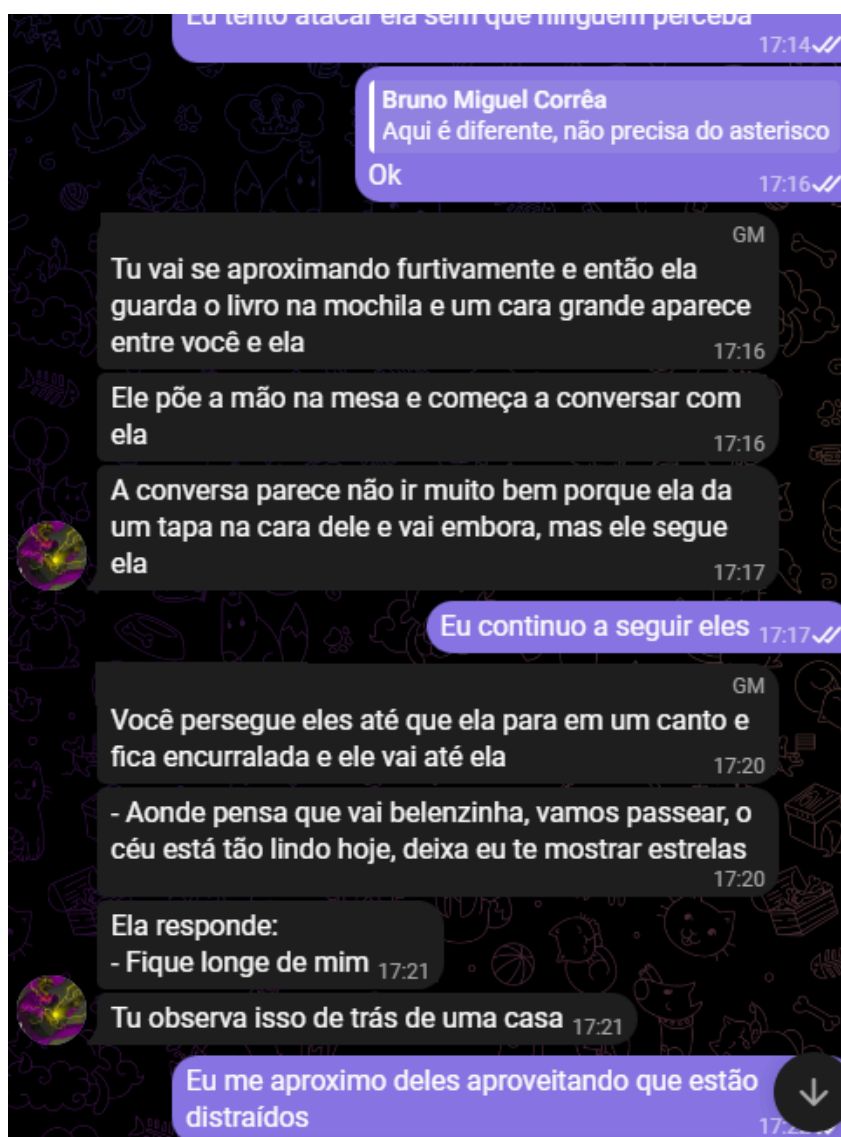 Eu tento atacar ela sem que ninguém perceba
17:14
Bruno Miguel Corrêa
Aqui é diferente, não precisa do asterisco
Ok
17:16
GM
Tu vai se aproximando furtivamente e então ela
guarda o livro na mochila e um cara grande aparece
entre você e ela
17:16
Ele põe a mão na mesa e começa a conversar com
ela
17:16
A conversa parece não ir muito bem porque ela da
um tapa na cara dele e vai embora, mas ele segue
ela
17:17
Eu continuo a seguir eles 17:17
GM
Você persegue eles até que ela para em um canto e
fica encurralada e ele vai até ela
17:20
- Aonde pensa que vai belenzinha, vamos passear, o
céu está tão lindo hoje, deixa eu te mostrar estrelas
17:20
Ela responde:
- Fique longe de mim 17:21
Tu observa isso de trás de uma casa 17:21
Eu me aproximo deles aproveitando que estão
distraídos